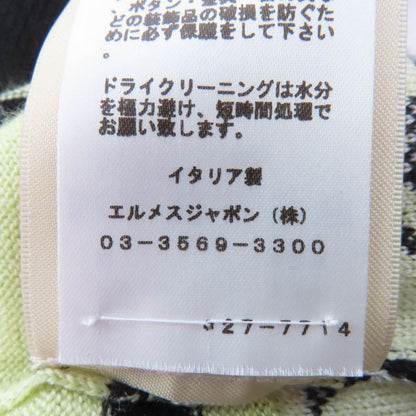 どの装飾品の破損を防ぐた
めに必ず保護をして下さい
。
ドライクリーニングは水分
を極力避け、短時間処理で
お願い致します。
イタリア製
エルメスジャポン（株）
03-3569-3300
327-7714